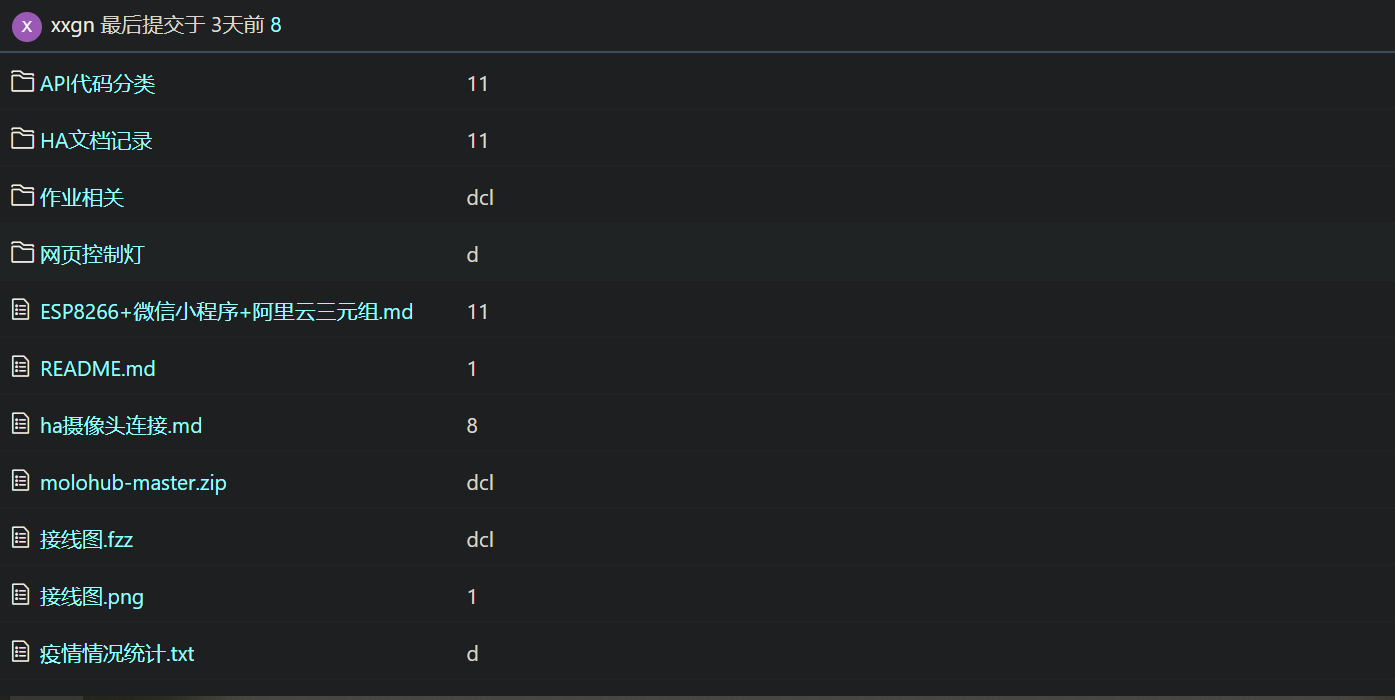 X xxgn 最后提交于 3天前 8
API代码分类 11
HA文档记录 11
作业相关 dcl
网页控制灯 d
ESP8266+微信小程序+阿里云三元组.md 11
README.md 1
ha摄像头连接.md 8
molohub-master.zip dcl
接线图.fzz dcl
接线图.png 1
疫情情况统计.txt d